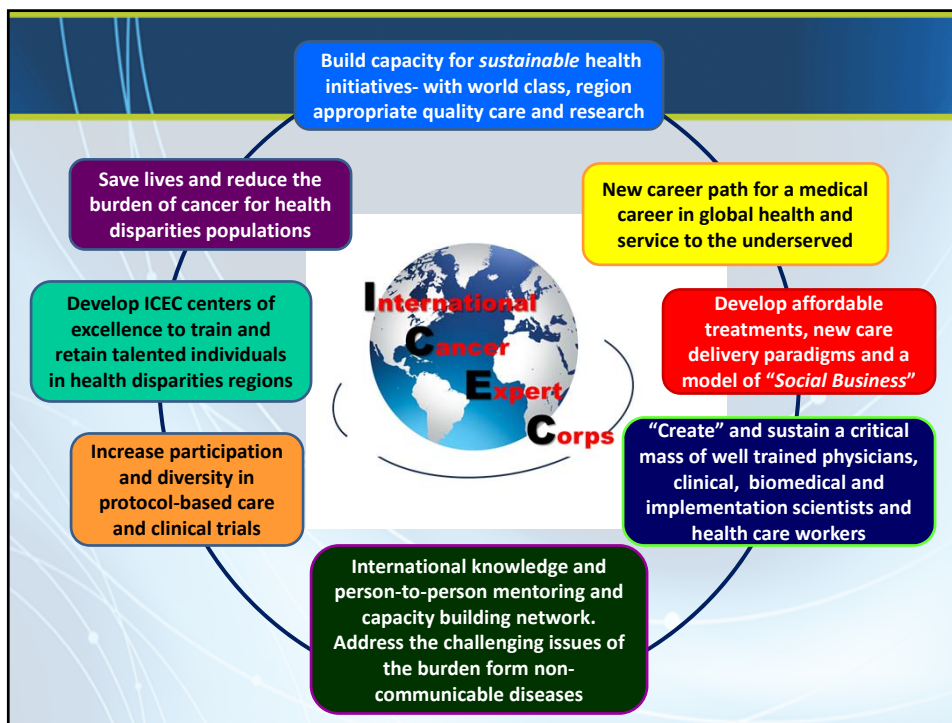 Build capacity for sustainable health
initiatives- with world class, region
appropriate quality care and research
Save lives and reduce the
burden of cancer for health
disparities populations
New career path for a medical
career in global health and
service to the underserved
International
Cancer
Expert
Corps
Develop ICEC centers of
excellence to train and
retain talented individuals
in health disparities regions
Develop affordable
treatments, new care
delivery paradigms and a
model of “Social Business”
Increase participation
and diversity in
protocol-based care
and clinical trials
“Create” and sustain a critical
mass of well trained physicians,
clinical, biomedical and
implementation scientists and
health care workers
International knowledge and
person-to-person mentoring and
capacity building network.
Address the challenging issues of
the burden form non-
communicable diseases